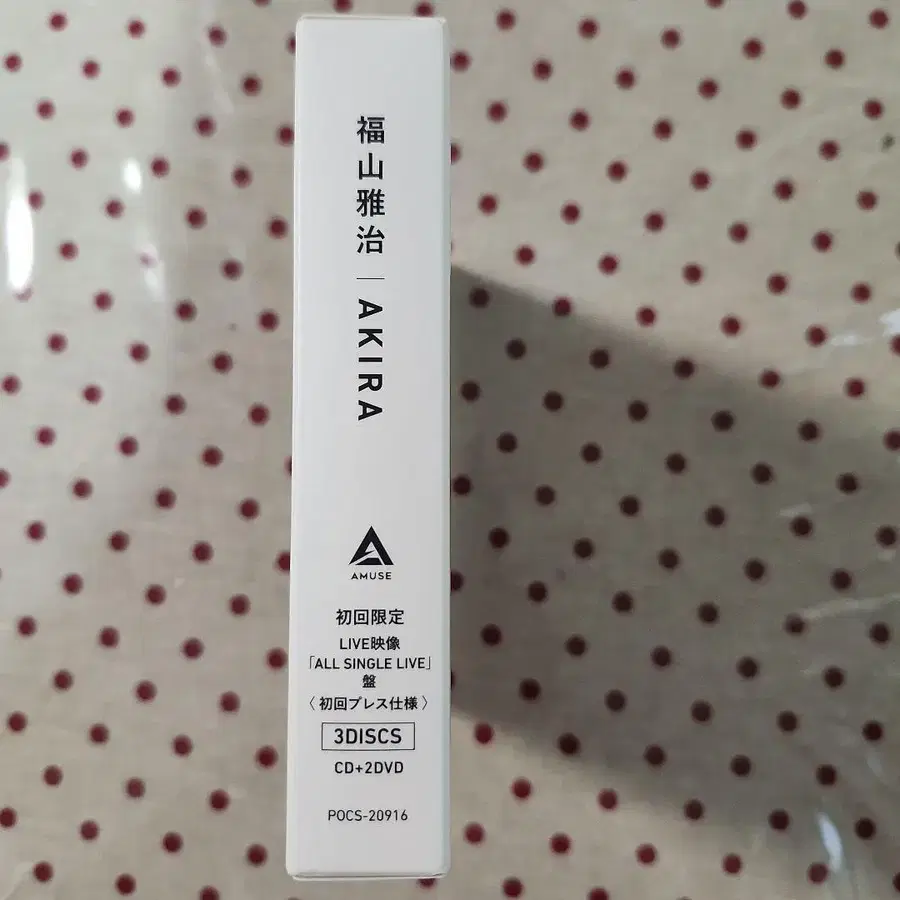 福山雅治｜AKIRA
AMUSE
初回限定
LIVE映像
「ALL SINGLE LIVE」
盤
〈初回プレス仕様〉
3DISCS
CD+2DVD
POCS-20916